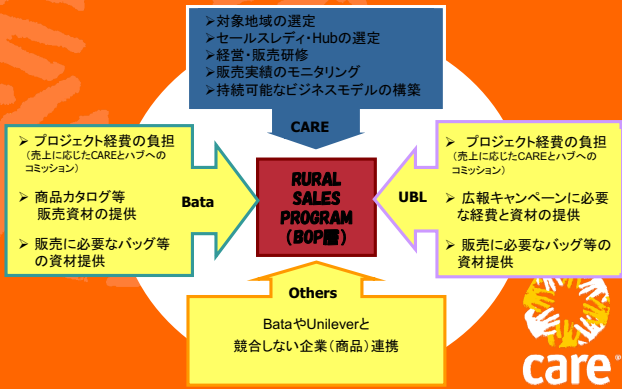 ➢対象地域の選定
➢セールスレディ・Hubの選定
➢経営・販売研修
➢販売実績のモニタリング
➢持続可能なビジネスモデルの構築
CARE
➢ プロジェクト経費の負担
(売上に応じたCAREとハブへの
コミッション)
➢ 商品カタログ等
販売資材の提供
➢ 販売に必要なバッグ等
の資材提供
Bata
RURAL
SALES
PROGRAM
(BOP層)
UBL
➢ プロジェクト経費の負担
(売上に応じたCAREとハブへの
コミッション)
➢ 広報キャンペーンに必要
な経費と資材の提供
➢ 販売に必要なバッグ等の
資材提供
Others
BataやUnileverと
競合しない企業(商品)連携
care®